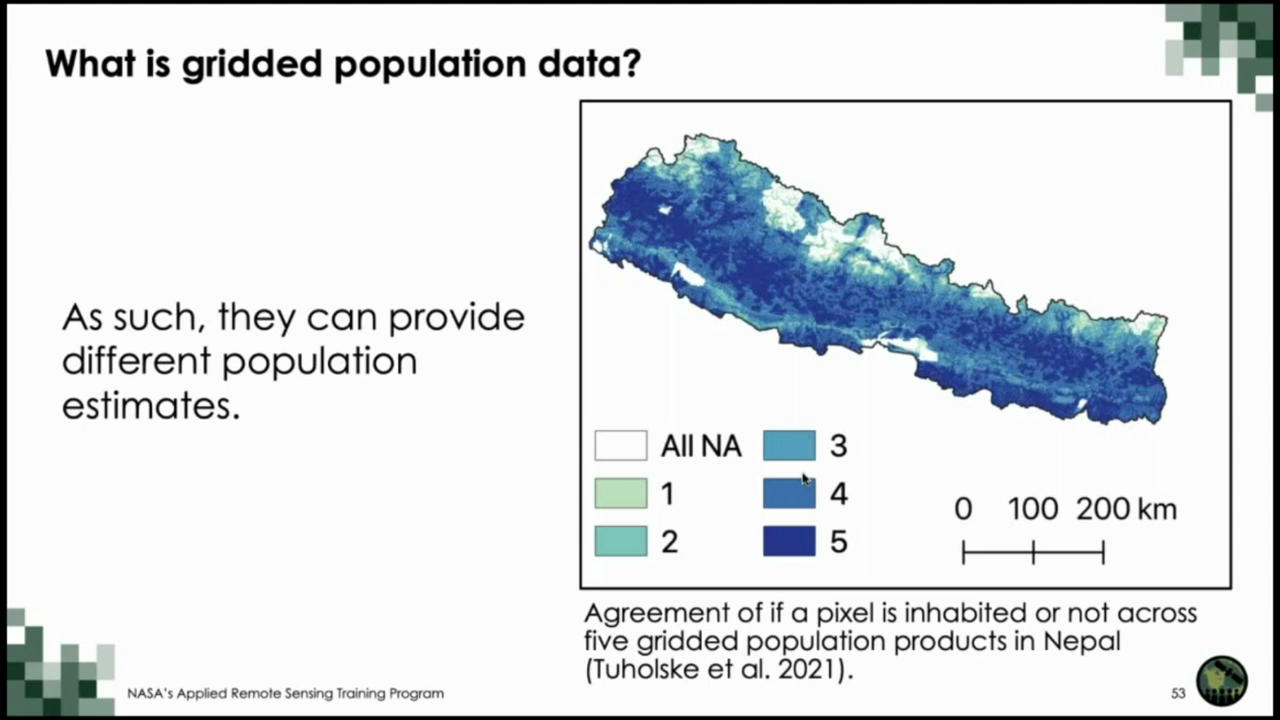 What is gridded population data?
As such, they can provide
different population
estimates.
All NA
1
2
3
4
5
0 100 200 km
Agreement of if a pixel is inhabited or not across
five gridded population products in Nepal
(Tuholske et al. 2021).
NASA's Applied Remote Sensing Training Program
53